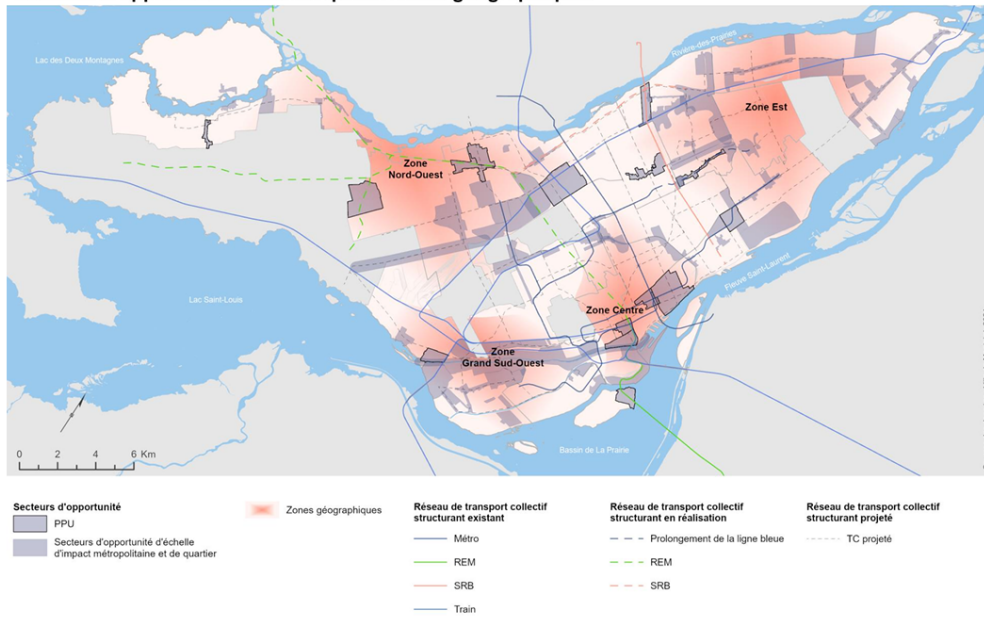 Lac des Deux Montagnes
Rivière-des-Prairies
Zone Est
Zone
Nord-Ouest
Fleuve Saint-Laurent
Lac Saint-Louis
Zone Centre
Zone
Grand Sud-Ouest
Bassin de La Prairie
0 2 4 6 Km
Secteurs d'opportunité
PPU
Secteurs d'opportunité d'échelle
d'impact métropolitaine et de quartier
Zones géographiques
Réseau de transport collectif
structurant existant
Métro
REM
SRB
Train
Réseau de transport collectif
structurant en réalisation
Prolongement de la ligne bleue
REM
SRB
Réseau de transport collectif
structurant projeté
TC projeté